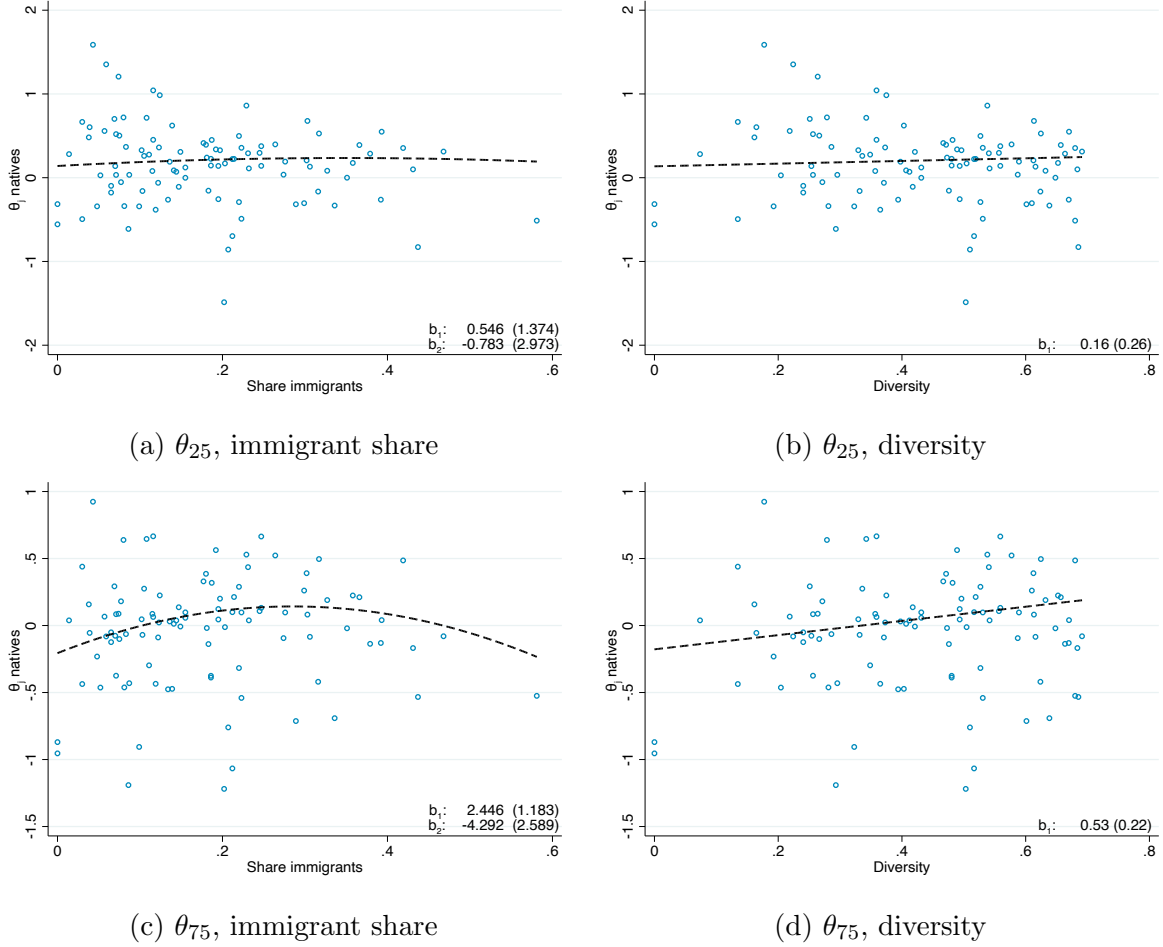 2
1
0
-1
-2
θj natives
b1: 0.546 (1.374)
b2: -0.783 (2.973)
0 .2 .4 .6
Share immigrants
(a) θ25, immigrant share
2
1
0
-1
-2
θj natives
b1: 0.16 (0.26)
0 .2 .4 .6 .8
Diversity
(b) θ25, diversity
1
.5
0
-.5
-1
-1.5
θj natives
b1: 2.446 (1.183)
b2: -4.292 (2.589)
0 .2 .4 .6
Share immigrants
(c) θ75, immigrant share
1
.5
0
-.5
-1
-1.5
θj natives
b1: 0.53 (0.22)
0 .2 .4 .6 .8
Diversity
(d) θ75, diversity